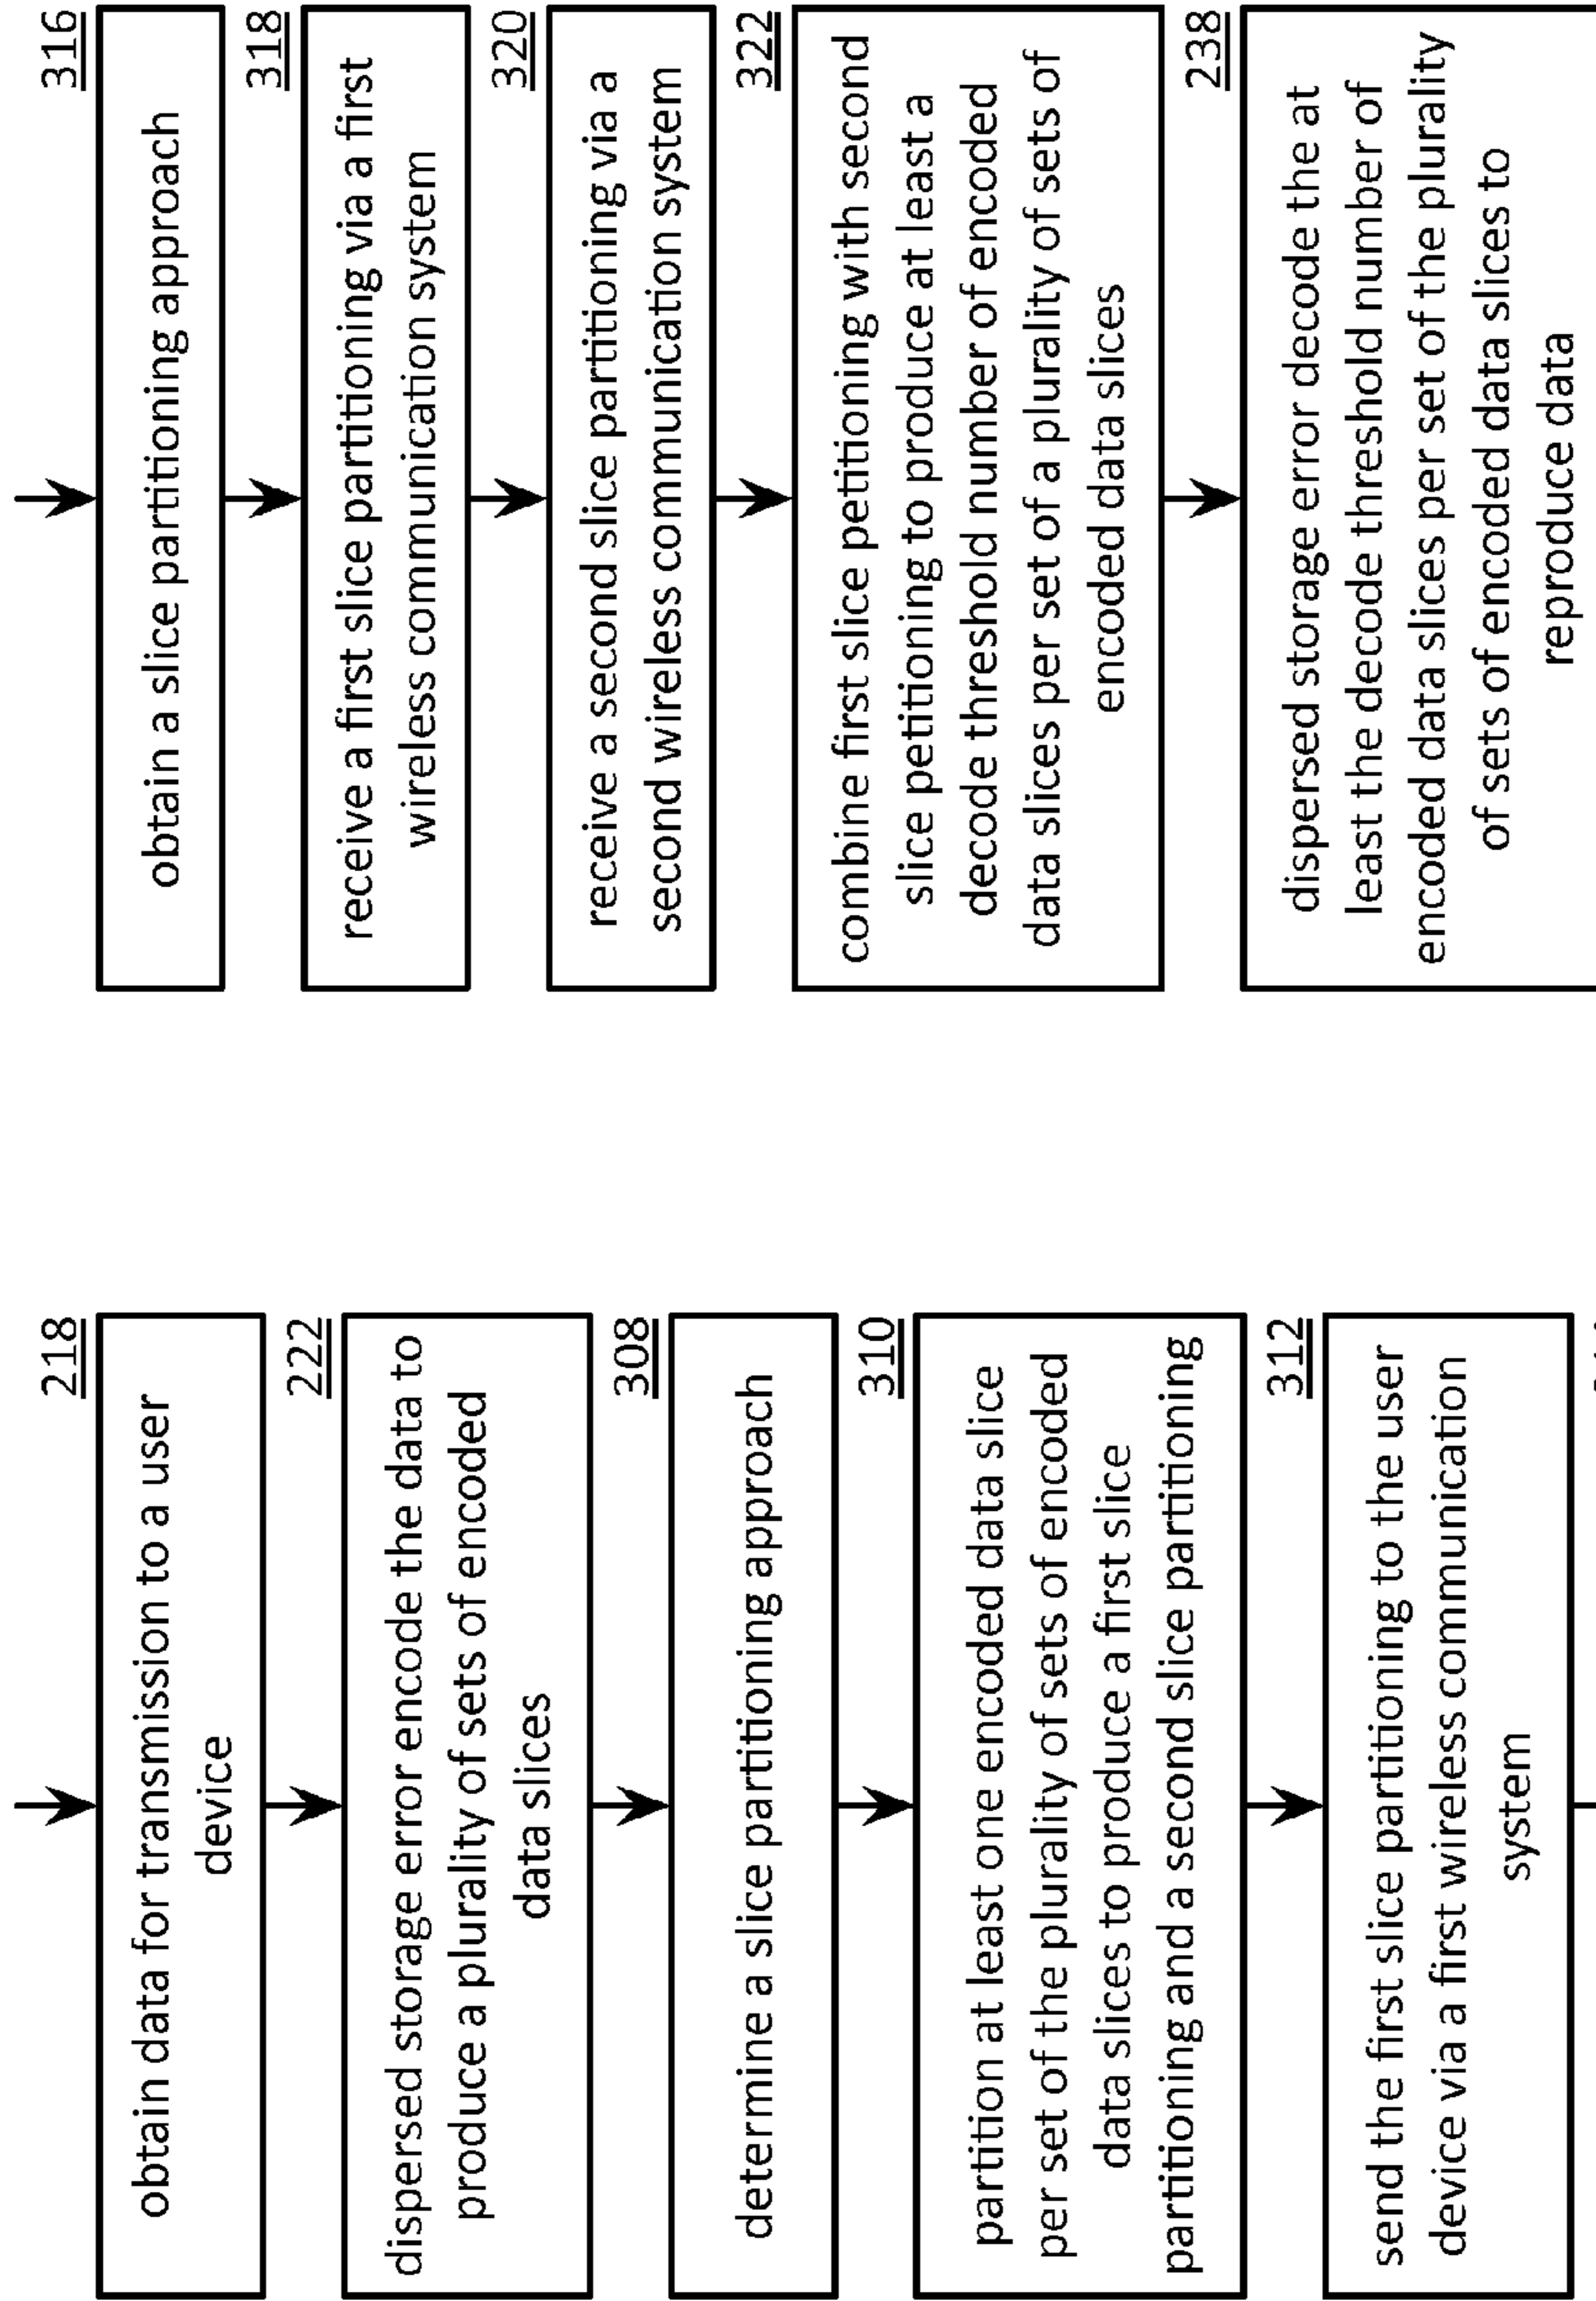 218
obtain data for transmission to a user
device
222
dispersed storage error encode the data to
produce a plurality of sets of encoded
data slices
308
determine a slice partitioning approach
310
partition at least one encoded data slice
per set of the plurality of sets of encoded
data slices to produce a first slice
partitioning and a second slice partitioning
312
send the first slice partitioning to the user
device via a first wireless communication
system
316
obtain a slice partitioning approach
318
receive a first slice partitioning via a first
wireless communication system
320
receive a second slice partitioning via a
second wireless communication system
322
combine first slice petitioning with second
slice petitioning to produce at least a
decode threshold number of encoded
data slices per set of a plurality of sets of
encoded data slices
238
dispersed storage error decode the at
least the decode threshold number of
encoded data slices per set of the plurality
of sets of encoded data slices to
reproduce data